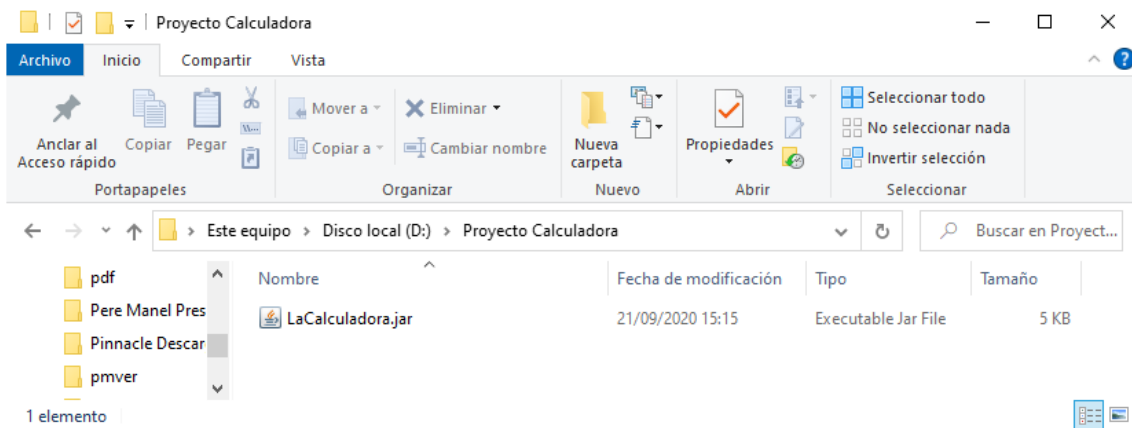 Proyecto Calculadora
Archivo Inicio Compartir Vista
Anclar al Acceso rápido
Copiar
Pegar
Mover a
Copiar a
Eliminar
Cambiar nombre
Nueva carpeta
Propiedades
Seleccionar todo
No seleccionar nada
Invertir selección
Portapapeles Organizar Nuevo Abrir Seleccionar
Este equipo > Disco local (D:) > Proyecto Calculadora
Buscar en Proyect...
pdf
Pere Manel Pres
Pinnacle Descar
pmver
Nombre Fecha de modificación Tipo Tamaño
LaCalculadora.jar 21/09/2020 15:15 Executable Jar File 5 KB
1 elemento